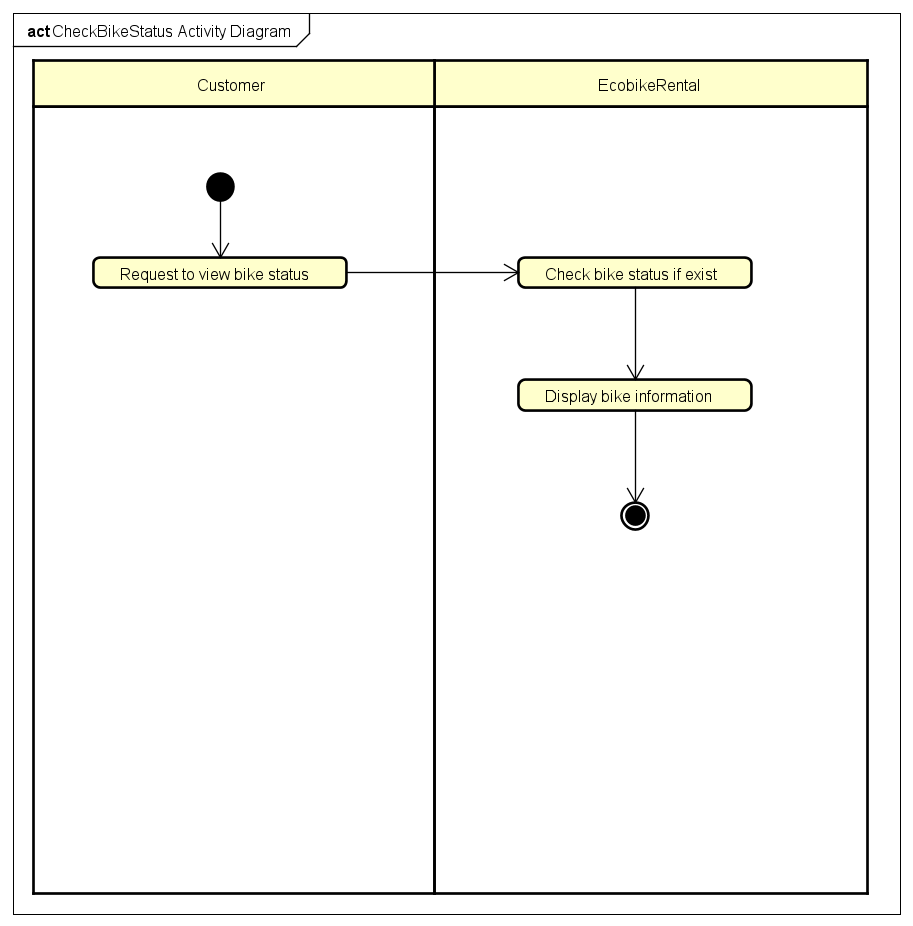 act CheckBikeStatus Activity Diagram
Customer
EcobikeRental
Request to view bike status
Check bike status if exist
Display bike information